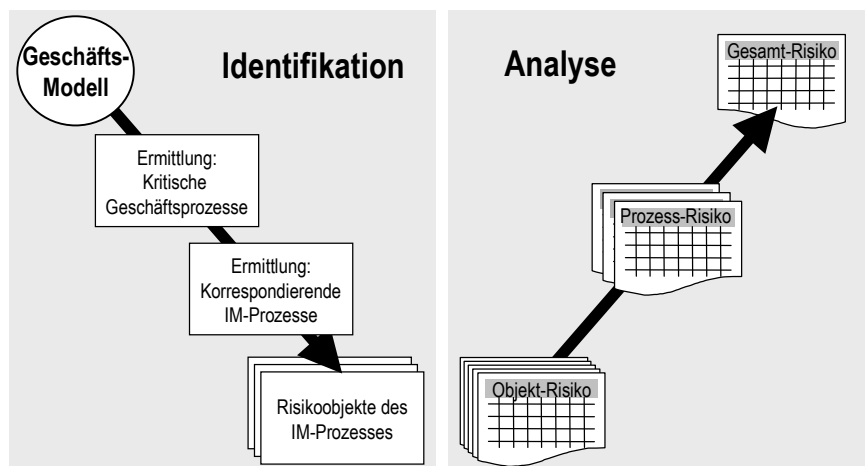 Geschäfts-
Modell
Identifikation
Ermittlung:
Kritische
Geschäftsprozesse
Ermittlung:
Korrespondierende
IM-Prozesse
Risikoobjekte des
IM-Prozesses
Analyse
Gesamt-Risiko
Prozess-Risiko
Objekt-Risiko